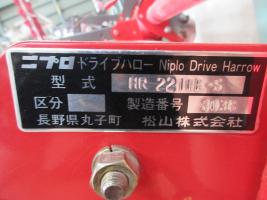 ニプロ ドライブハロー Niplo Drive Harrow
型式 HR-2210B-S
区分 製造番号
長野県丸子町 松山株式会社